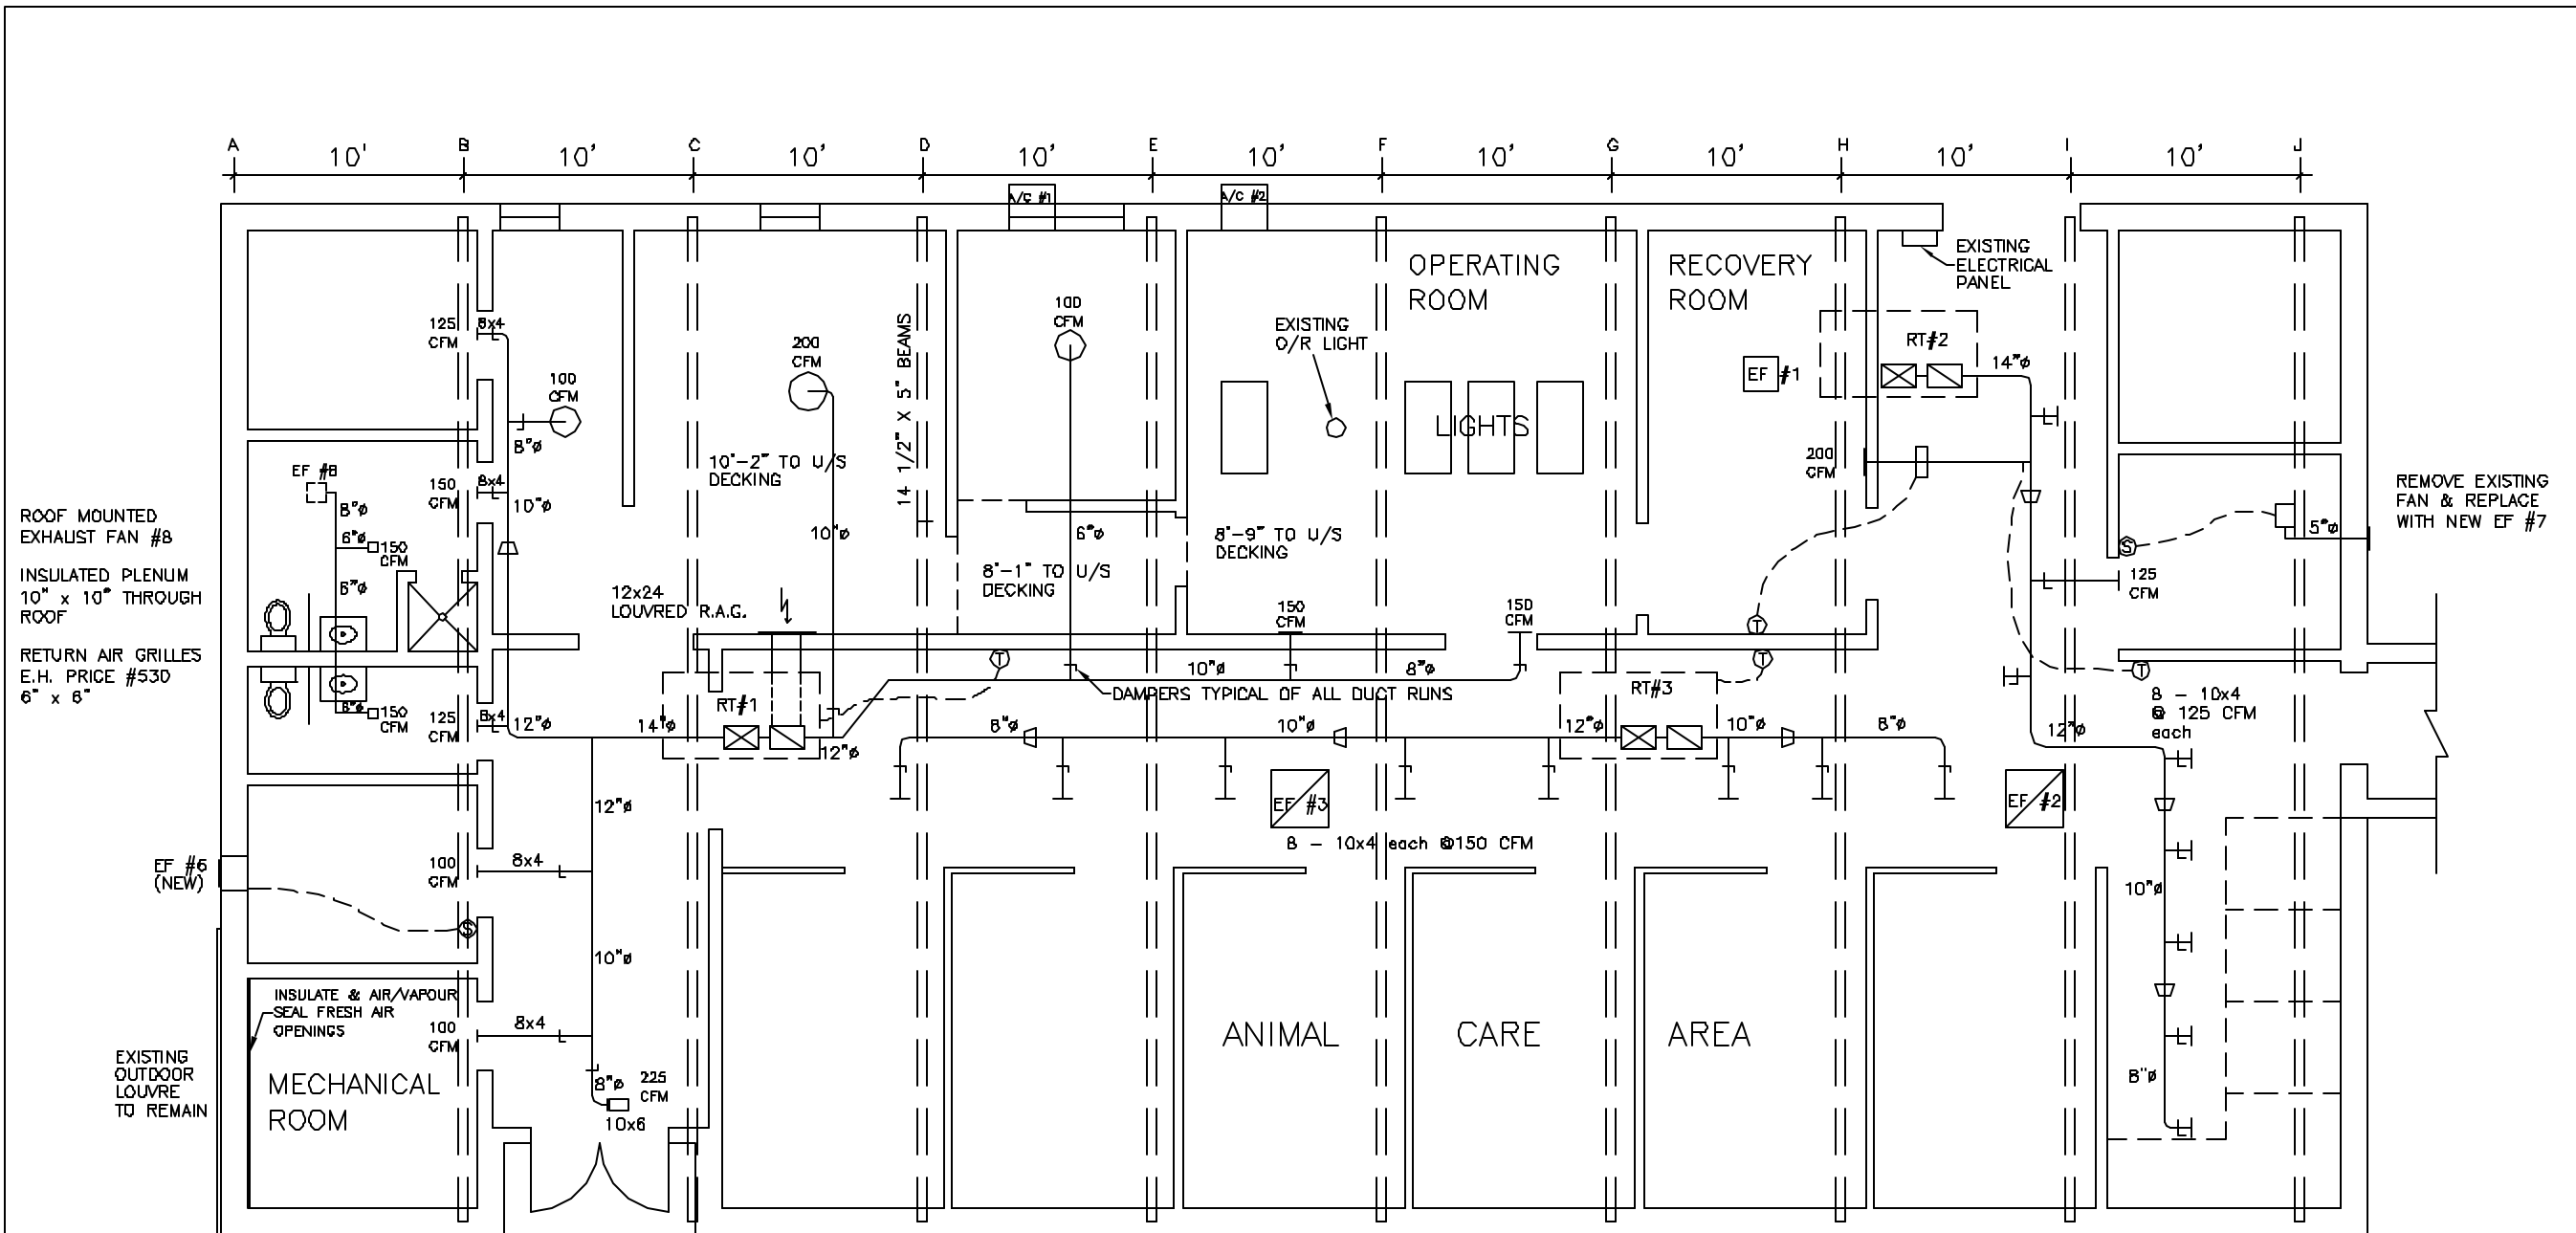 A
B
C
D
E
F
G
H
I
J
10'
10'
10'
10'
10'
10'
10'
10'
10'
A/C #1
A/C #2
OPERATING
ROOM
RECOVERY
ROOM
EXISTING
ELECTRICAL
PANEL
125
CFM
8x4
100
CFM
8"ø
200
CFM
14 1/2" X 5" BEAMS
100
CFM
EXISTING
O/R LIGHT
LIGHTS
EF #1
RT#2
14"ø
200
CFM
10'-2" TO U/S
DECKING
EF #8
8"ø
6"ø
150
CFM
6"ø
150
CFM
8x4
10"ø
10"ø
6"ø
8'-9" TO U/S
DECKING
8'-1" TO U/S
DECKING
REMOVE EXISTING
FAN & REPLACE
WITH NEW EF #7
5"ø
S
125
CFM
ROOF MOUNTED
EXHAUST FAN #8
INSULATED PLENUM
10" x 10" THROUGH
ROOF
RETURN AIR GRILLES
E.H. PRICE #530
6" x 6"
12x24
LOUVRED R.A.G.
150
CFM
150
CFM
T
T
T
T
10"ø
8"ø
DAMPERS TYPICAL OF ALL DUCT RUNS
RT#1
RT#3
6"ø
150
CFM
125
CFM
8x4
12"ø
14"ø
12"ø
8"ø
10"ø
12"ø
10"ø
8"ø
12"ø
8 - 10x4
@ 125 CFM
each
12"ø
EF #3
EF #2
8 - 10x4 each @150 CFM
EF #6
(NEW)
100
CFM
8x4
S
10"ø
10"ø
INSULATE & AIR/VAPOUR
SEAL FRESH AIR
OPENINGS
100
CFM
8x4
ANIMAL CARE AREA
EXISTING
OUTDOOR
LOUVRE
TO REMAIN
MECHANICAL
ROOM
8"ø
225
CFM
10x6
8"ø